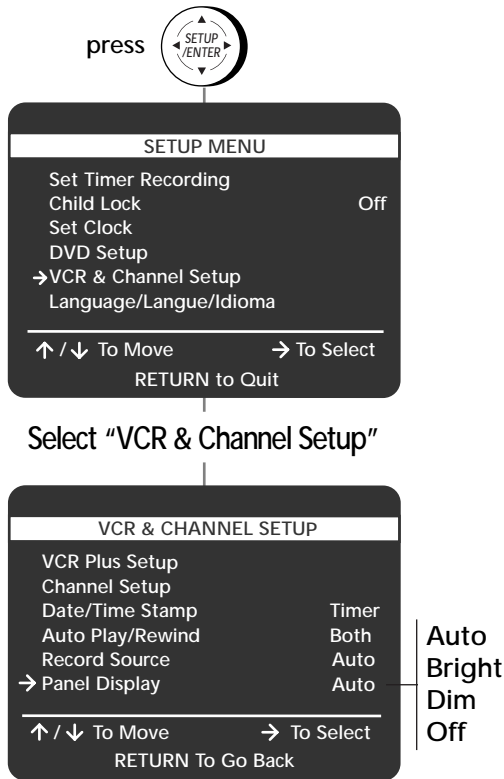 press SETUP
/ENTER
SETUP MENU
Set Timer Recording
Child Lock Off
Set Clock
DVD Setup
→VCR & Channel Setup
Language/Langue/Idioma
↑/↓ To Move → To Select
RETURN to Quit
Select “VCR & Channel Setup”
VCR & CHANNEL SETUP
VCR Plus Setup
Channel Setup
Date/Time Stamp Timer
Auto Play/Rewind Both
Record Source Auto
→ Panel Display Auto
↑/↓ To Move → To Select
RETURN To Go Back
Auto
Bright
Dim
Off